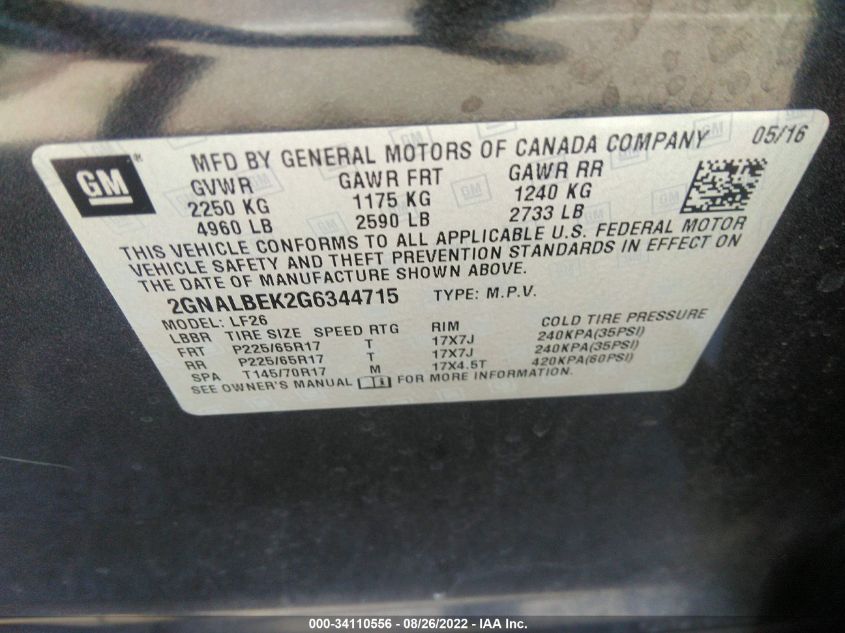 GM ®
MFD BY GENERAL MOTORS OF CANADA COMPANY 05/16
GVWR GAWR FRT GAWR RR
2250 KG 1175 KG 1240 KG
4960 LB 2590 LB 2733 LB
THIS VEHICLE CONFORMS TO ALL APPLICABLE U.S. FEDERAL MOTOR
VEHICLE SAFETY AND THEFT PREVENTION STANDARDS IN EFFECT ON
THE DATE OF MANUFACTURE SHOWN ABOVE.
2GNALBEK2G6344715 TYPE: M.P.V.
MODEL: LF26
LBBR TIRE SIZE SPEED RTG RIM COLD TIRE PRESSURE
FRT P225/65R17 T 17X7J 240KPA(35PSI)
RR P225/65R17 T 17X7J 240KPA(35PSI)
SPA T145/70R17 M 17X4.5T 420KPA(60PSI)
SEE OWNER'S MANUAL FOR MORE INFORMATION.
000-34110556 - 08/26/2022 - IAA Inc.